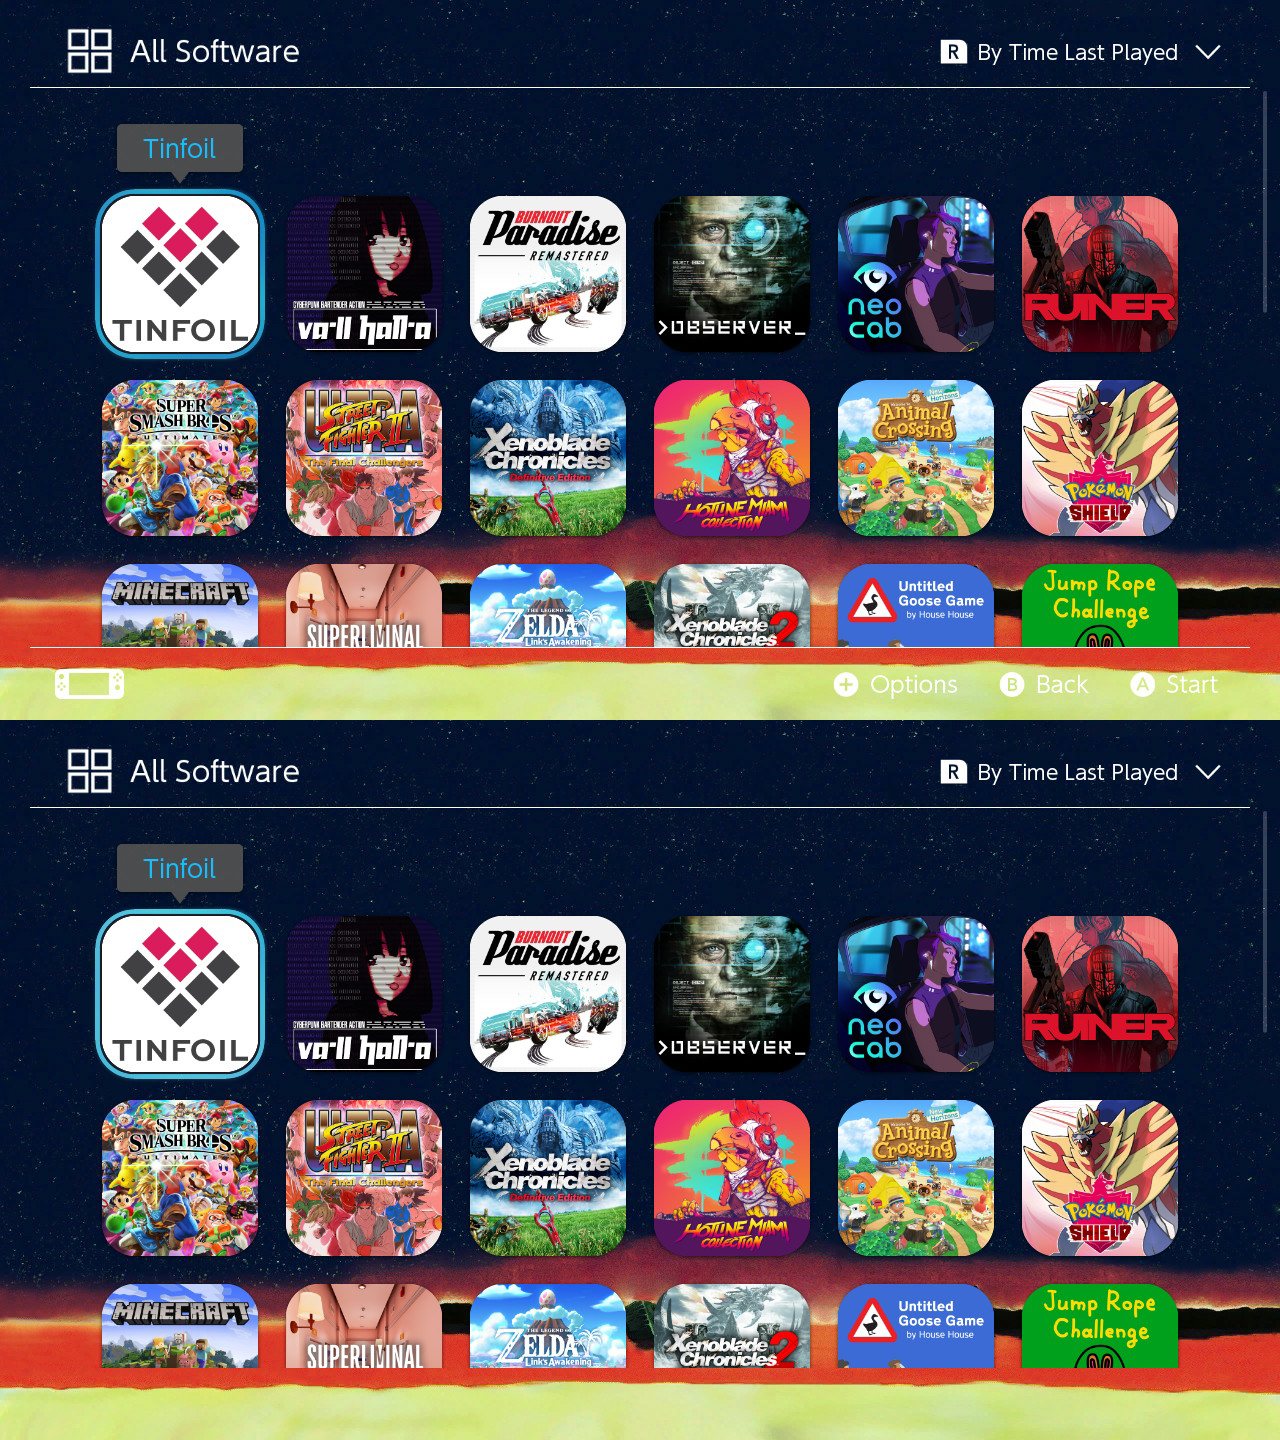 All Software
R By Time Last Played
Tinfoil
TINFOIL
CYBERPUNK BARTENDER ACTION
va-11 hall-a
BURNOUT
Paradise
REMASTERED
>OBSERVER_
neo
cab
RUINER
SUPER
SMASH BROS.
ULTIMATE
ULTRA
STREET
FIGHTER II
The Final Challengers
Xenoblade
Chronicles
Definitive Edition
HOTLINE MIAMI
COLLECTION
Animal
Crossing
Horizons
Pokémon
SHIELD
MINECRAFT
SUPERLIMINAL
THE LEGEND OF
ZELDA
Link's Awakening
Xenoblade
Chronicles 2
Untitled
Goose Game
by House House
Jump Rope
Challenge
+ Options
B Back
A Start
All Software
R By Time Last Played
Tinfoil
TINFOIL
CYBERPUNK BARTENDER ACTION
va-11 hall-a
BURNOUT
Paradise
REMASTERED
>OBSERVER_
neo
cab
RUINER
SUPER
SMASH BROS.
ULTIMATE
ULTRA
STREET
FIGHTER II
The Final Challengers
Xenoblade
Chronicles
Definitive Edition
HOTLINE MIAMI
COLLECTION
Animal
Crossing
Horizons
Pokémon
SHIELD
MINECRAFT
SUPERLIMINAL
THE LEGEND OF
ZELDA
Link's Awakening
Xenoblade
Chronicles 2
Untitled
Goose Game
by House House
Jump Rope
Challenge